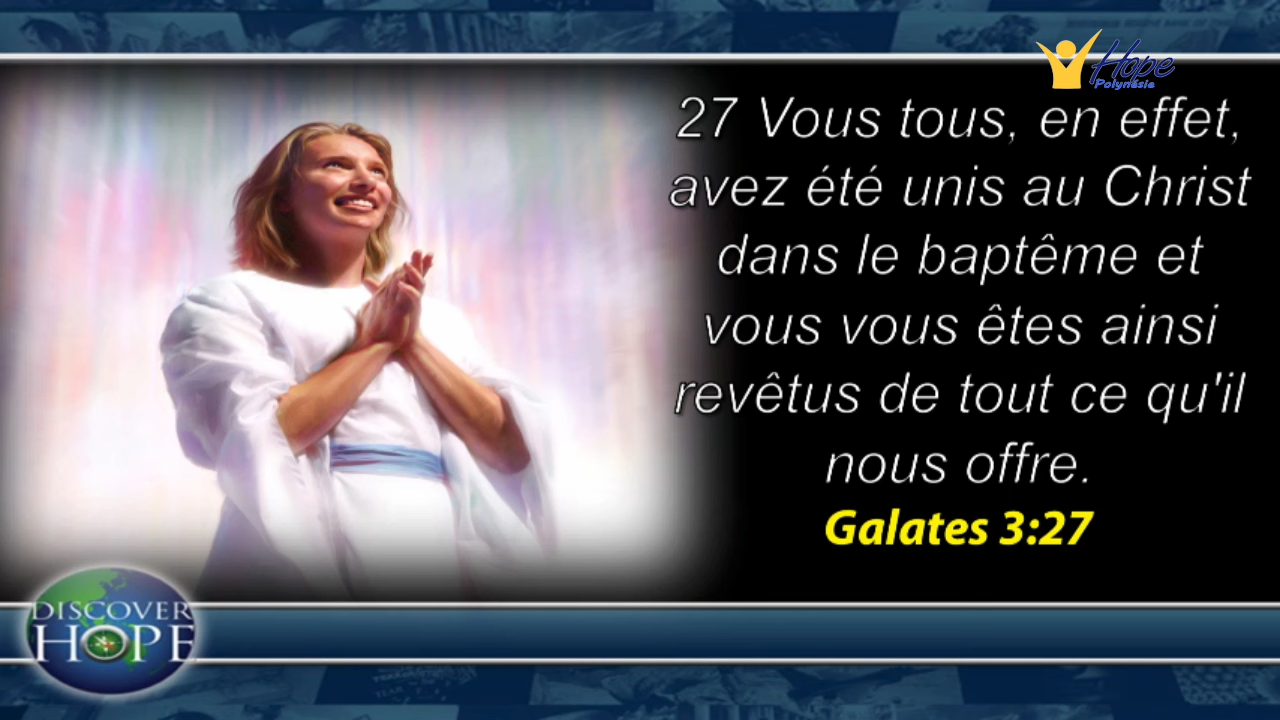 Hope
Polynésie
27 Vous tous, en effet,
avez été unis au Christ
dans le baptême et
vous vous êtes ainsi
revêtus de tout ce qu'il
nous offre.
Galates 3:27
DISCOVER
HOPE